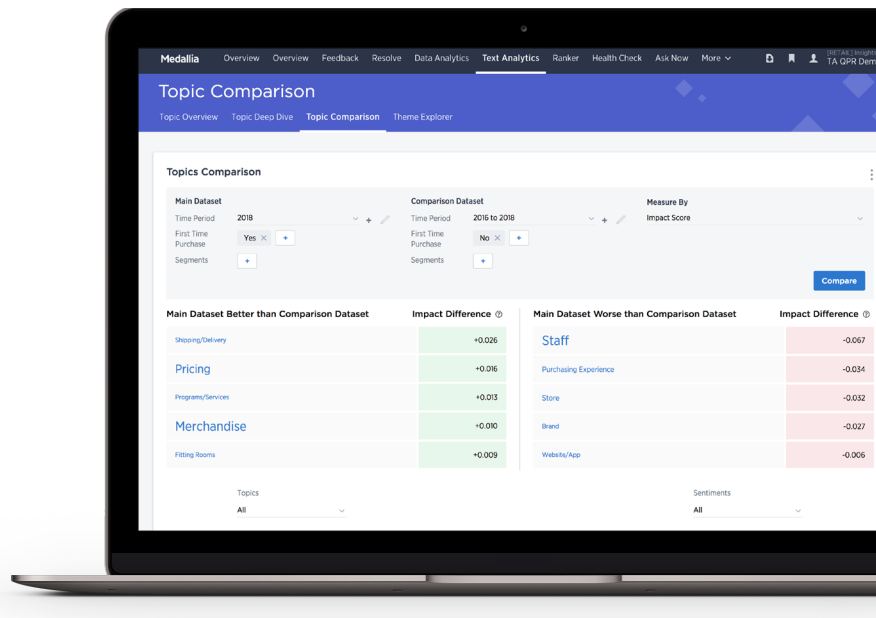 Medallia Overview Overview Feedback Resolve Data Analytics Text Analytics Ranker Health Check Ask Now More
[RETAIL] Insights
TA QPR Dem
Topic Comparison
Topic Overview Topic Deep Dive Topic Comparison Theme Explorer
Topics Comparison
Main Dataset Comparison Dataset Measure By
Time Period 2018 + Time Period 2016 to 2018 + Impact Score
First Time Purchase Yes × + First Time Purchase No × +
Segments + Segments +
Compare
Main Dataset Better than Comparison Dataset Impact Difference ? Main Dataset Worse than Comparison Dataset Impact Difference ?
Shipping/Delivery +0.026 Staff -0.067
Pricing +0.016 Purchasing Experience -0.034
Programs/Services +0.013 Store -0.032
Merchandise +0.010 Brand -0.027
Fitting Rooms +0.009 Website/App -0.006
Topics Sentiments
All All